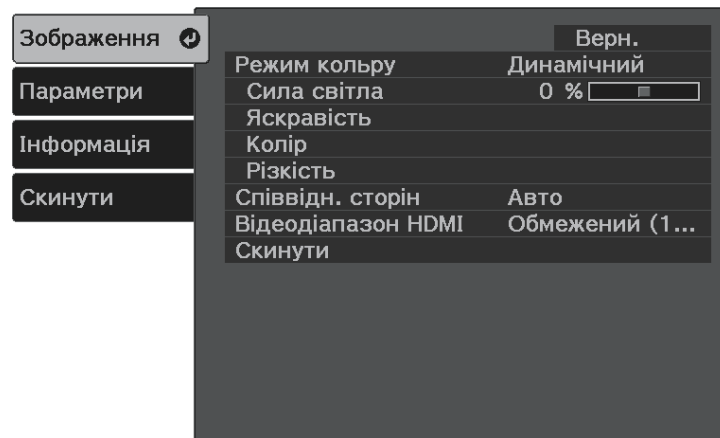 Зображення
Параметри
Інформація
Скинути
Верн.
Режим кольру Динамічний
Сила світла 0 %
Яскравість
Колір
Різкість
Співвідн. сторін Авто
Відеодіапазон HDMI Обмежений (1...
Скинути